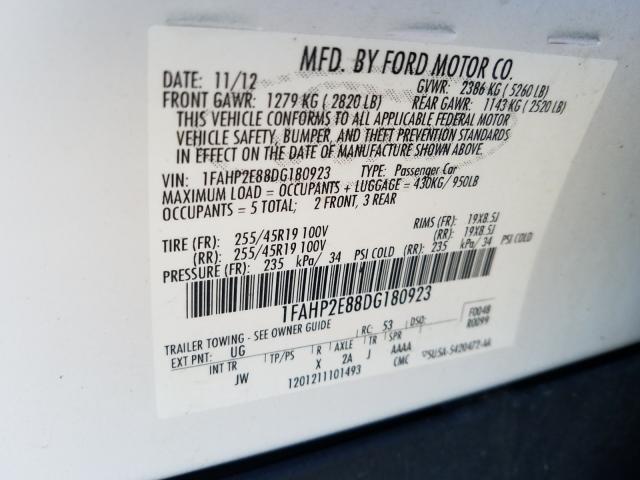 MFD. BY FORD MOTOR CO.
DATE: 11/12 GVWR: 2386 KG (5260 LB)
FRONT GAWR: 1279 KG (2820 LB) REAR GAWR: 1143 KG (2520 LB)
THIS VEHICLE CONFORMS TO ALL APPLICABLE FEDERAL MOTOR
VEHICLE SAFETY, BUMPER, AND THEFT PREVENTION STANDARDS
IN EFFECT ON THE DATE OF MANUFACTURE SHOWN ABOVE.
VIN: 1FAHP2E88DG180923 TYPE: Passenger Car
MAXIMUM LOAD = OCCUPANTS + LUGGAGE = 430KG/950LB
OCCUPANTS = 5 TOTAL; 2 FRONT, 3 REAR
TIRE (FR): 255/45R19 100V RIMS (FR): 19X8.5J
(RR): 255/45R19 100V (RR): 19X8.5J
PRESSURE (FR): 235 kPa/ 34 PSI COLD (RR): 235 kPa/ 34 PSI COLD
1FAHP2E88DG180923
F0048
R0099
TRAILER TOWING - SEE OWNER GUIDE RC: 53 DSO:
EXT PNT: UG TP/PS R AXLE TR SPR
INT TR JW X 2A J AAAA
1201211101493 CMC SU5A-5420472-AA